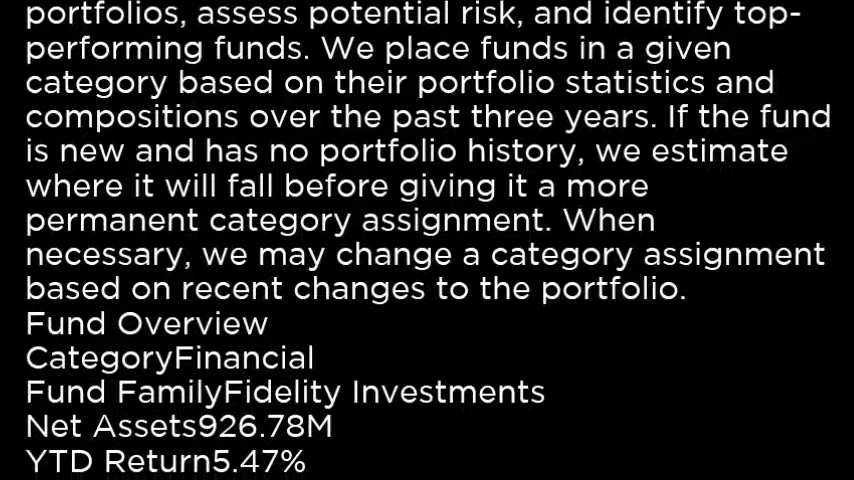 portfolios, assess potential risk, and identify top-
performing funds. We place funds in a given
category based on their portfolio statistics and
compositions over the past three years. If the fund
is new and has no portfolio history, we estimate
where it will fall before giving it a more
permanent category assignment. When
necessary, we may change a category assignment
based on recent changes to the portfolio.
Fund Overview
CategoryFinancial
Fund FamilyFidelity Investments
Net Assets926.78M
YTD Return5.47%